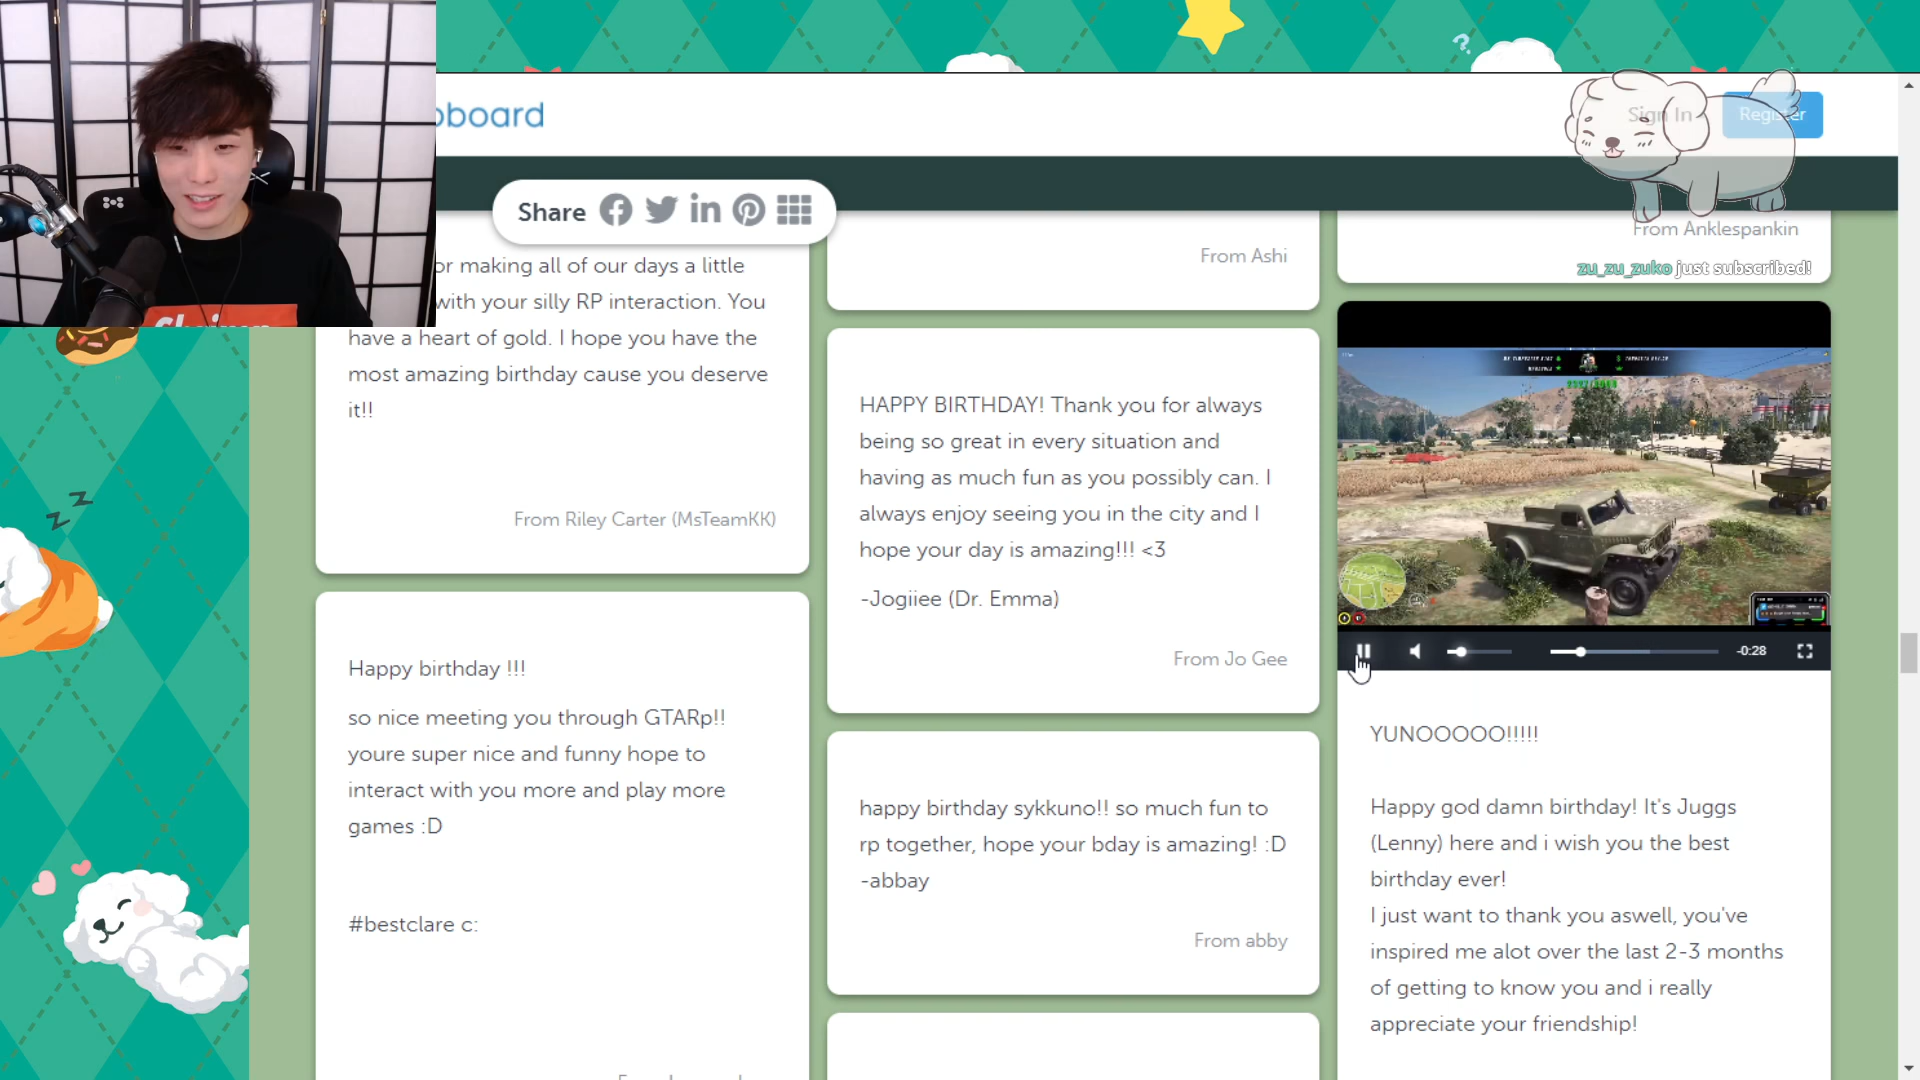 board
Sign In
Register
Share
From Anklespankin
zu_zu_zuko just subscribed!
or making all of our days a little
with your silly RP interaction. You
have a heart of gold. I hope you have the
most amazing birthday cause you deserve
it!!
From Riley Carter (MsTeamKK)
Happy birthday !!!
so nice meeting you through GTARp!!
youre super nice and funny hope to
interact with you more and play more
games :D
#bestclare c:
From Ashi
HAPPY BIRTHDAY! Thank you for always
being so great in every situation and
having as much fun as you possibly can. I
always enjoy seeing you in the city and I
hope your day is amazing!!! <3
-Jogiiee (Dr. Emma)
From Jo Gee
happy birthday sykkuno!! so much fun to
rp together, hope your bday is amazing! :D
-abbay
From abby
-0:28
YUNOOOOO!!!!!
Happy god damn birthday! It's Juggs
(Lenny) here and i wish you the best
birthday ever!
I just want to thank you aswell, you've
inspired me alot over the last 2-3 months
of getting to know you and i really
appreciate your friendship!
z
z
?